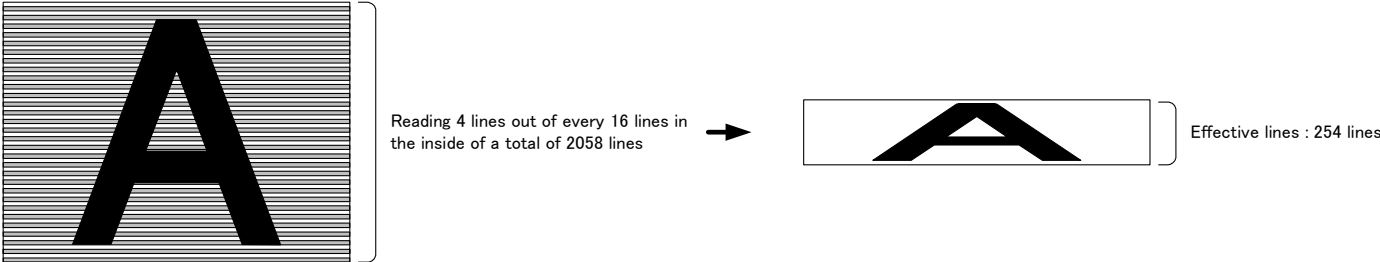 A
Reading 4 lines out of every 16 lines in
the inside of a total of 2058 lines
A
Effective lines : 254 lines